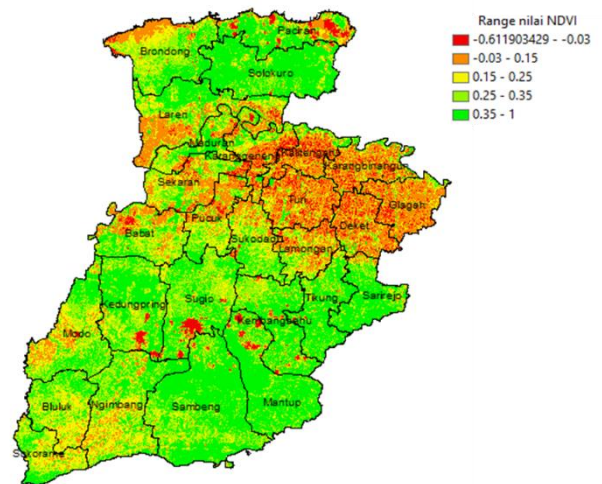 Range nilai NDVI
-0.611903429 - -0.03
-0.03 - 0.15
0.15 - 0.25
0.25 - 0.35
0.35 - 1
Paciran
Brondong
Solokuro
Laren
Maduran
Karanggeneng
Kalitengah
Karangbinangun
Sekaran
Turi
Glagah
Pucuk
Deket
Babat
Sukodadi
Lamongan
Kedungpring
Sugio
Tikung
Sarirejo
Kembangbahu
Modo
Bluluk
Ngimbang
Sambeng
Mantup
Sukorame